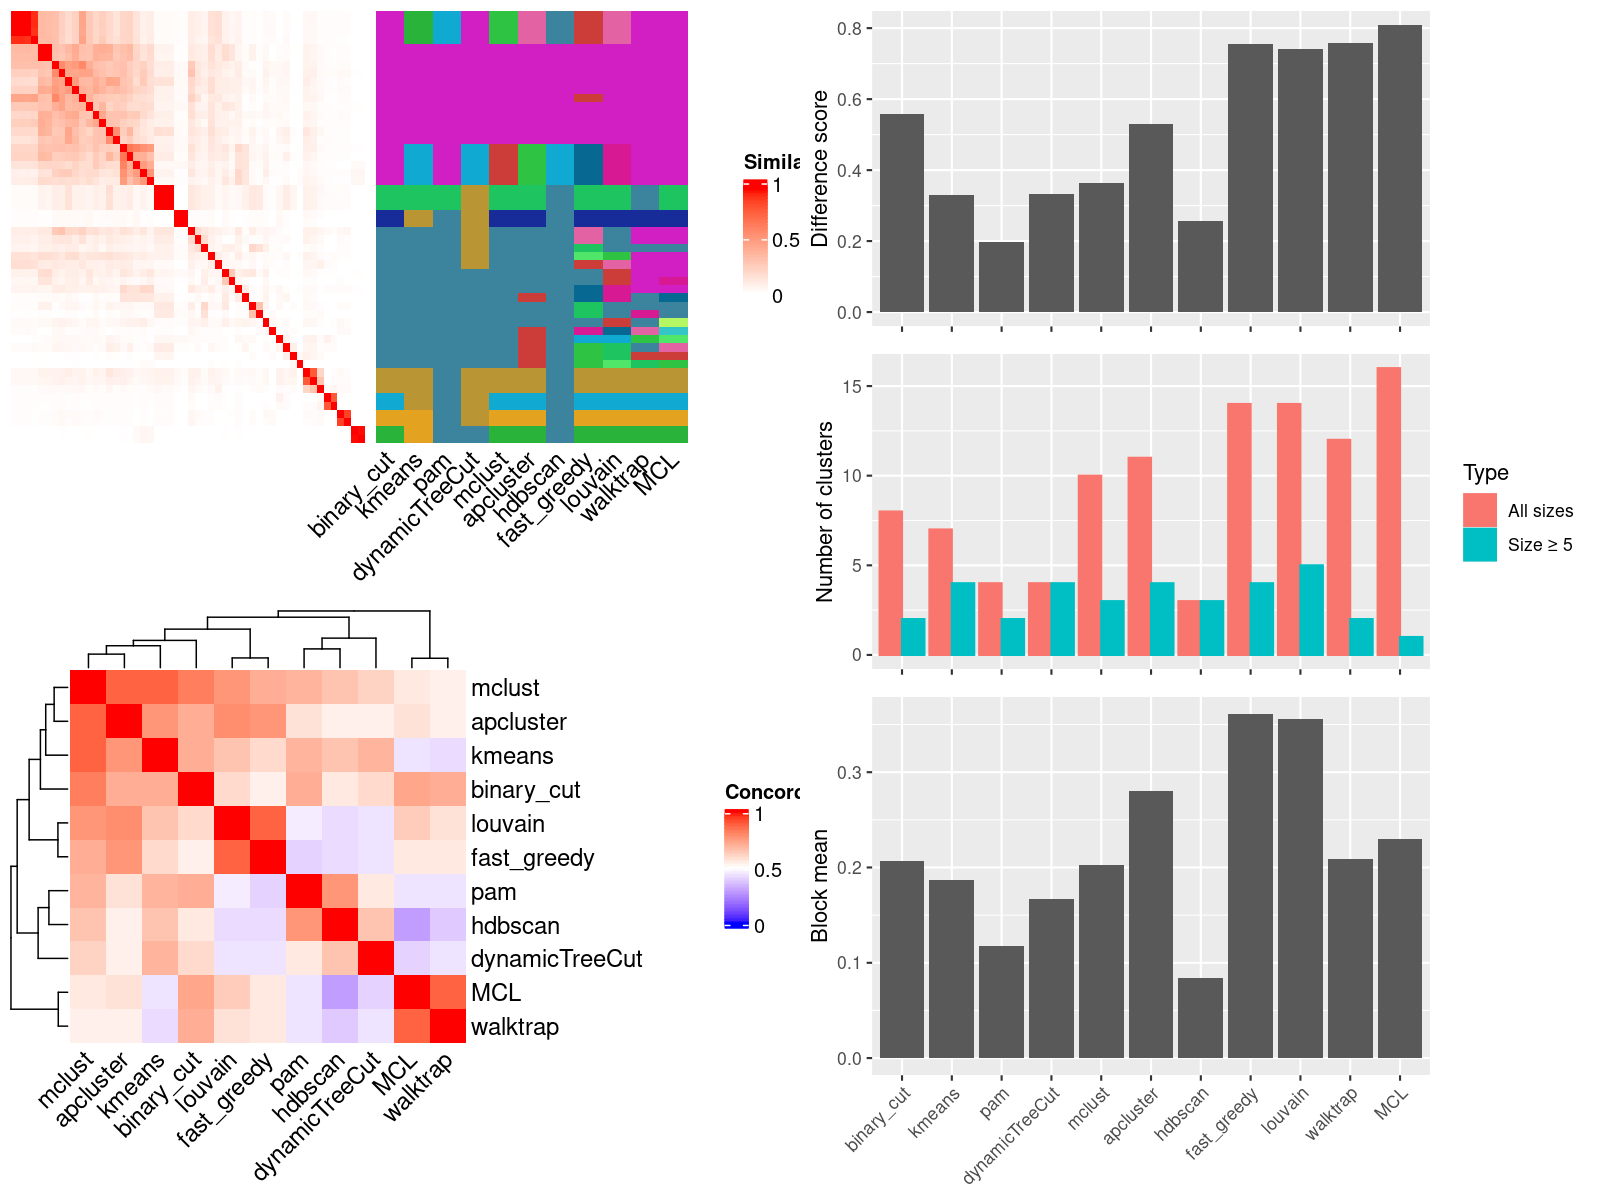 Simila
1
0.5
0
binary_cut
kmeans
pam
dynamicTreeCut
mclust
apcluster
hdbscan
fast_greedy
louvain
walktrap
MCL
mclust
apcluster
kmeans
binary_cut
louvain
fast_greedy
pam
hdbscan
dynamicTreeCut
MCL
walktrap
mclust
apcluster
kmeans
binary_cut
louvain
fast_greedy
pam
hdbscan
dynamicTreeCut
MCL
walktrap
Concord
1
0.5
0
Difference score
0.8
0.6
0.4
0.2
0.0
Number of clusters
15
10
5
0
Type
All sizes
Size ≥ 5
Block mean
0.3
0.2
0.1
0.0
binary_cut
kmeans
pam
dynamicTreeCut
mclust
apcluster
hdbscan
fast_greedy
louvain
walktrap
MCL